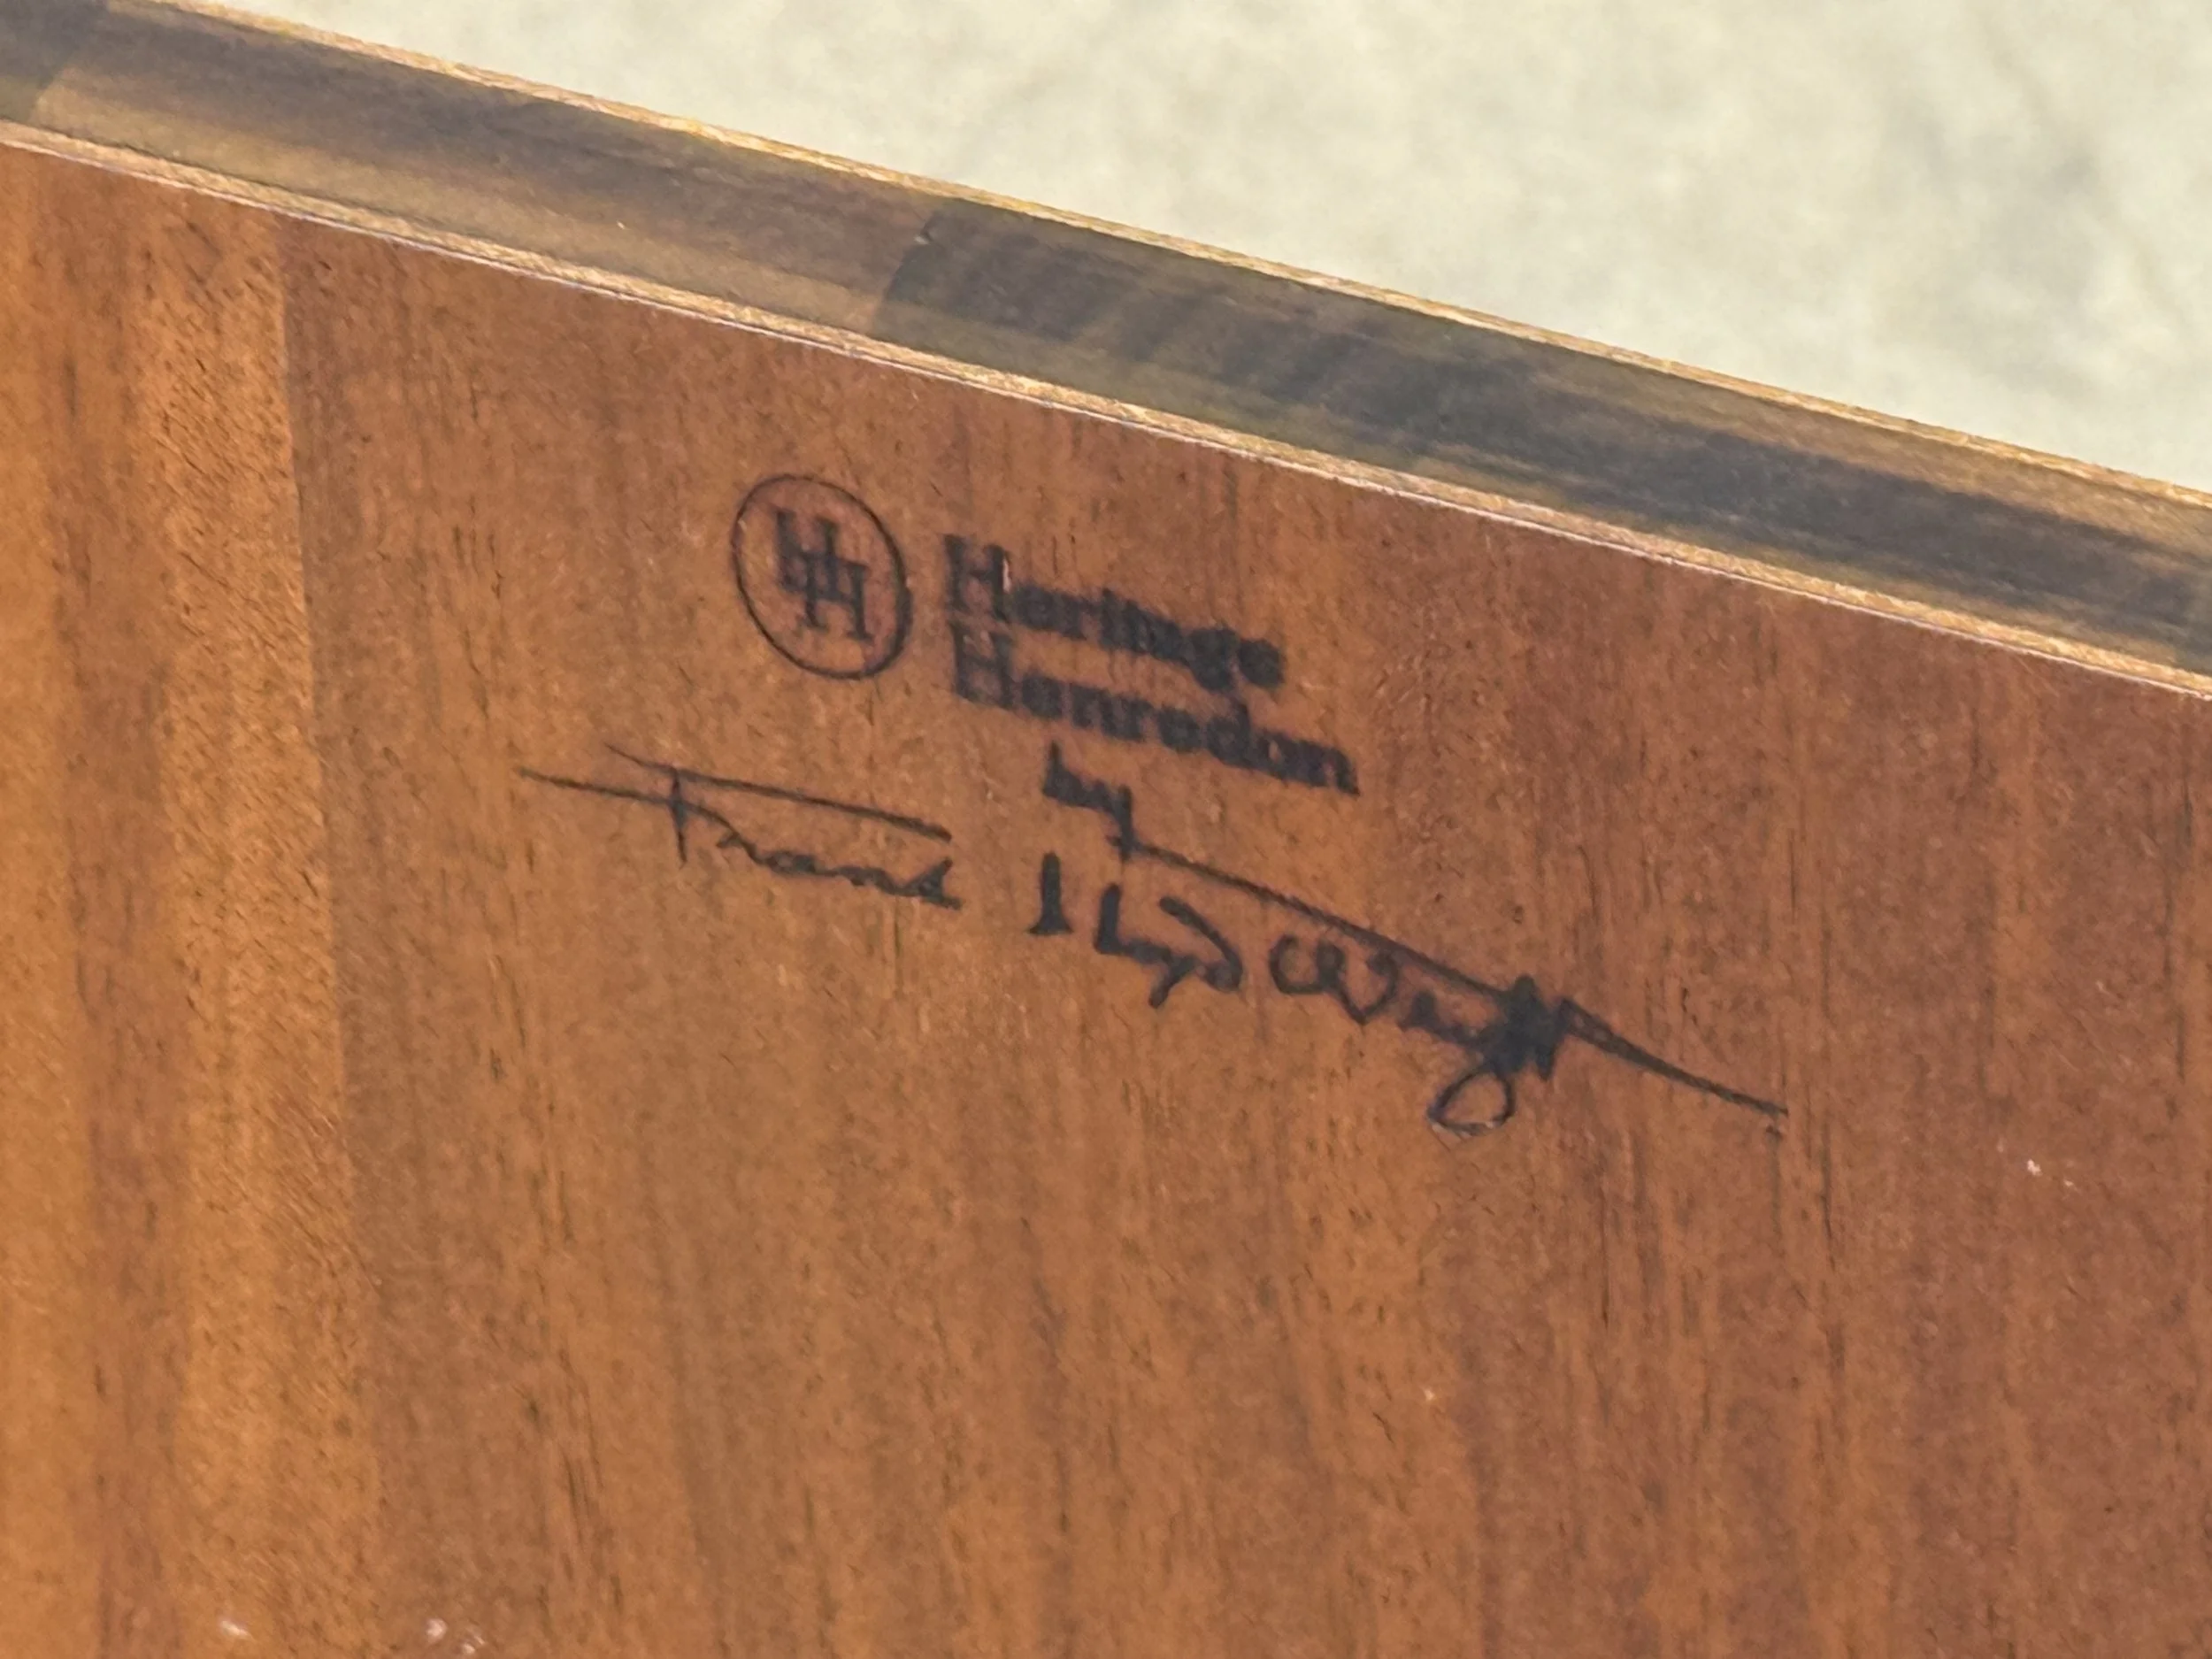 HH
Heritage
Henredon
by
Frank Lloyd Wright